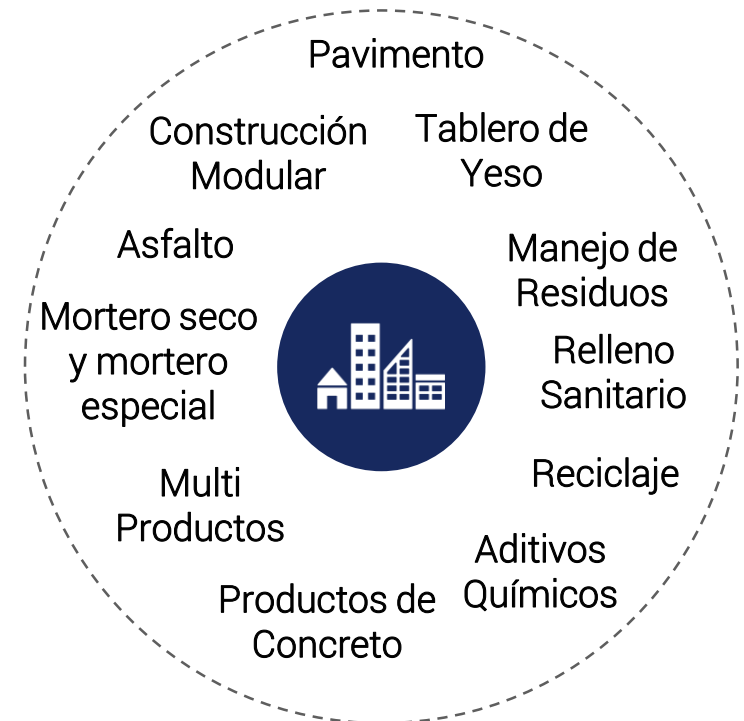 Pavimento
Construcción
Modular
Tablero de
Yeso
Asfalto
Manejo de
Residuos
Mortero seco
y mortero
especial
Relleno
Sanitario
Reciclaje
Multi
Productos
Aditivos
Químicos
Productos de
Concreto